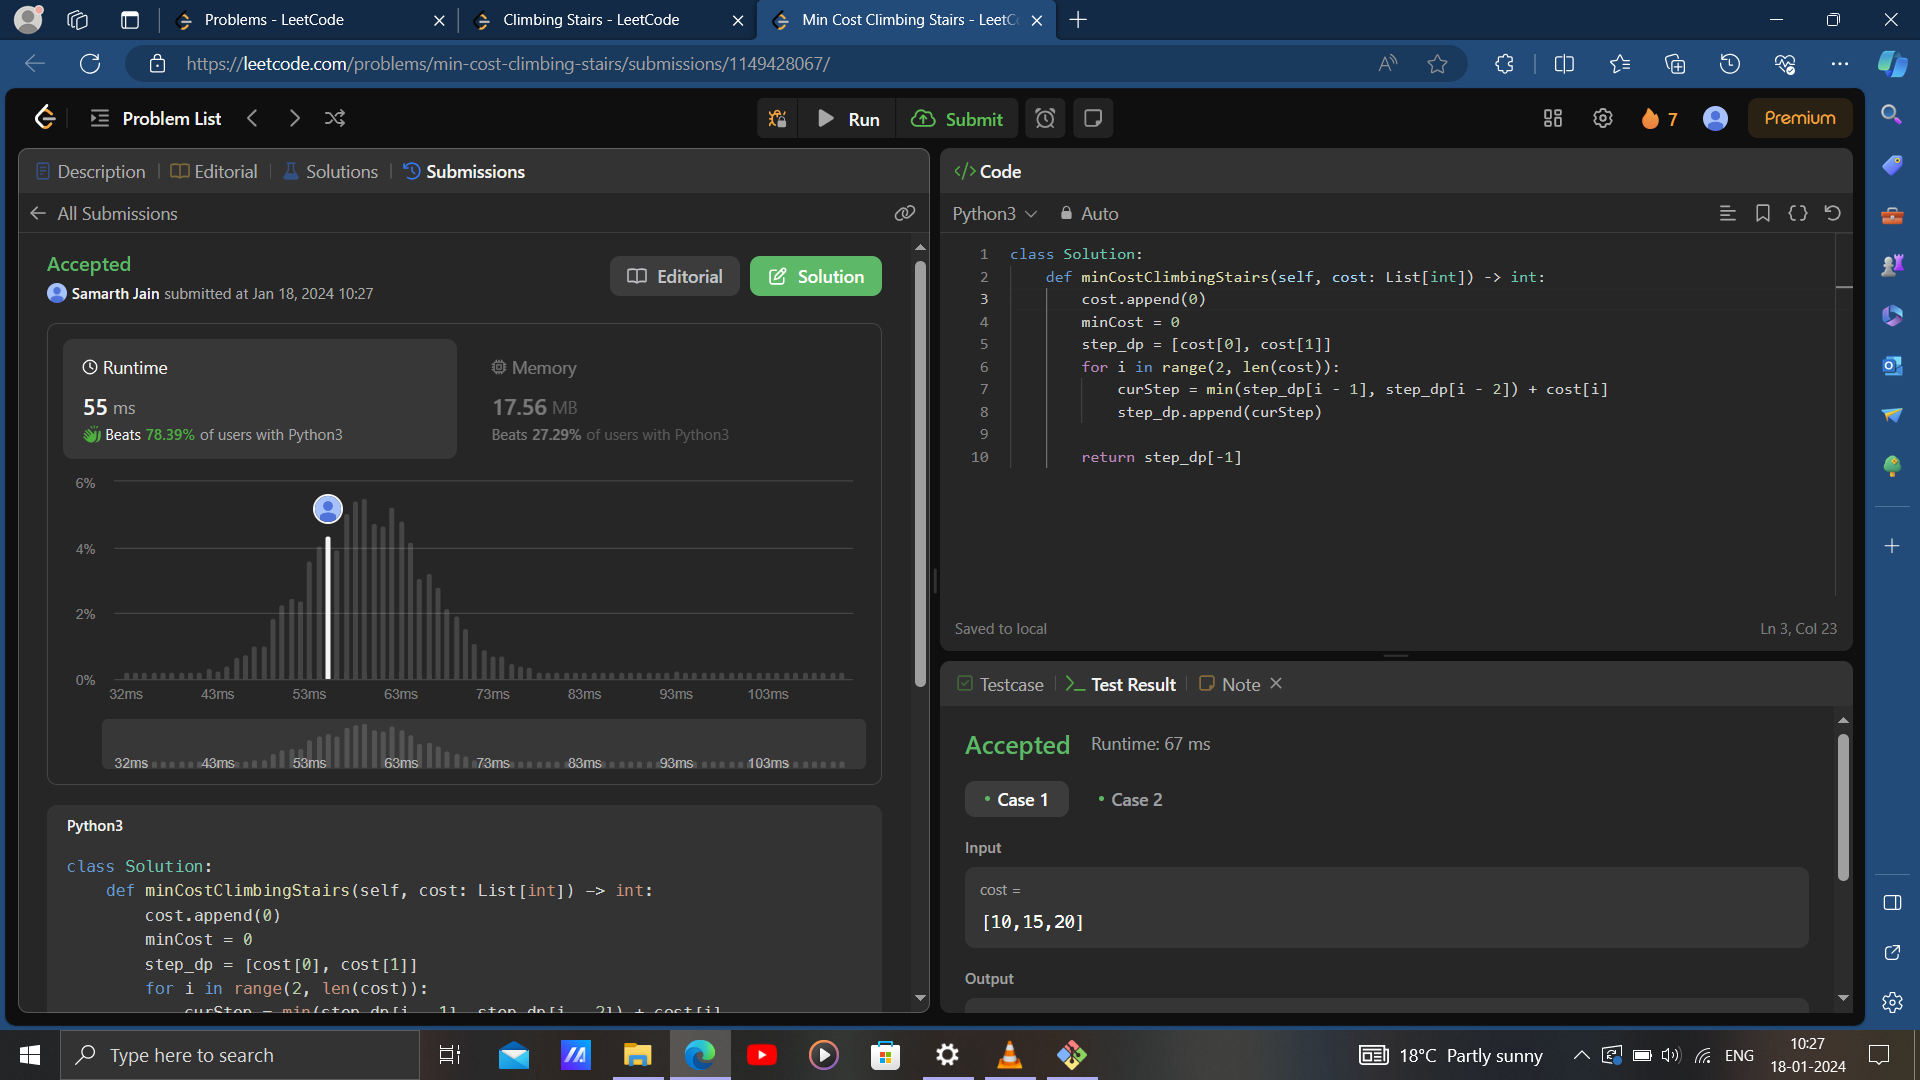 Problems - LeetCode
Climbing Stairs - LeetCode
Min Cost Climbing Stairs - LeetC
https://leetcode.com/problems/min-cost-climbing-stairs/submissions/1149428067/
Problem List
Run
Submit
7
Premium
Description
Editorial
Solutions
Submissions
All Submissions
Accepted
Samarth Jain submitted at Jan 18, 2024 10:27
Editorial
Solution
Runtime
55 ms
Beats 78.39% of users with Python3
Memory
17.56 MB
Beats 27.29% of users with Python3
6%
4%
2%
0%
32ms 43ms 53ms 63ms 73ms 83ms 93ms 103ms
32ms 43ms 53ms 63ms 73ms 83ms 93ms 103ms
Python3
class Solution:
def minCostClimbingStairs(self, cost: List[int]) -> int:
cost.append(0)
minCost = 0
step_dp = [cost[0], cost[1]]
for i in range(2, len(cost)):
curStep = min(step_dp[i - 1], step_dp[i - 2]) + cost[i]
Code
Python3
Auto
1 class Solution:
2 def minCostClimbingStairs(self, cost: List[int]) -> int:
3 cost.append(0)
4 minCost = 0
5 step_dp = [cost[0], cost[1]]
6 for i in range(2, len(cost)):
7 curStep = min(step_dp[i - 1], step_dp[i - 2]) + cost[i]
8 step_dp.append(curStep)
9
10 return step_dp[-1]
Saved to local
Ln 3, Col 23
Testcase
Test Result
Note
Accepted
Runtime: 67 ms
Case 1
Case 2
Input
cost =
[10,15,20]
Output
Type here to search
18°C Partly sunny
ENG
10:27
18-01-2024